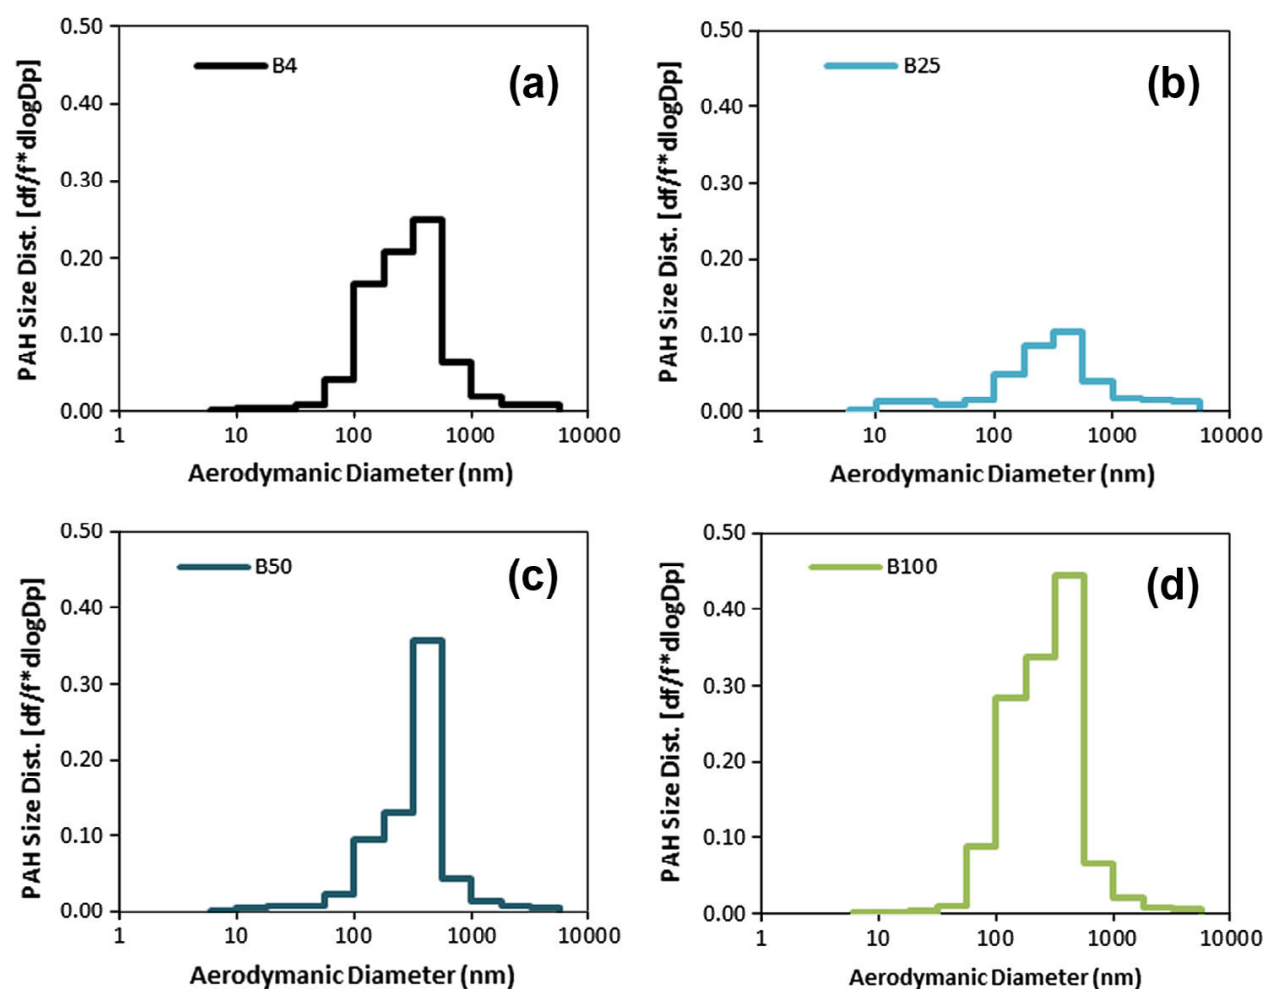 PAH Size Dist. [df/f*dlogDp]
0.50
0.40
0.30
0.20
0.10
0.00
B4
(a)
1 10 100 1000 10000
Aerodymanic Diameter (nm)
PAH Size Dist. [df/f*dlogDp]
0.50
0.40
0.30
0.20
0.10
0.00
B25
(b)
1 10 100 1000 10000
Aerodymanic Diameter (nm)
PAH Size Dist. [df/f*dlogDp]
0.50
0.40
0.30
0.20
0.10
0.00
B50
(c)
1 10 100 1000 10000
Aerodymanic Diameter (nm)
PAH Size Dist. [df/f*dlogDp]
0.50
0.40
0.30
0.20
0.10
0.00
B100
(d)
1 10 100 1000 10000
Aerodymanic Diameter (nm)